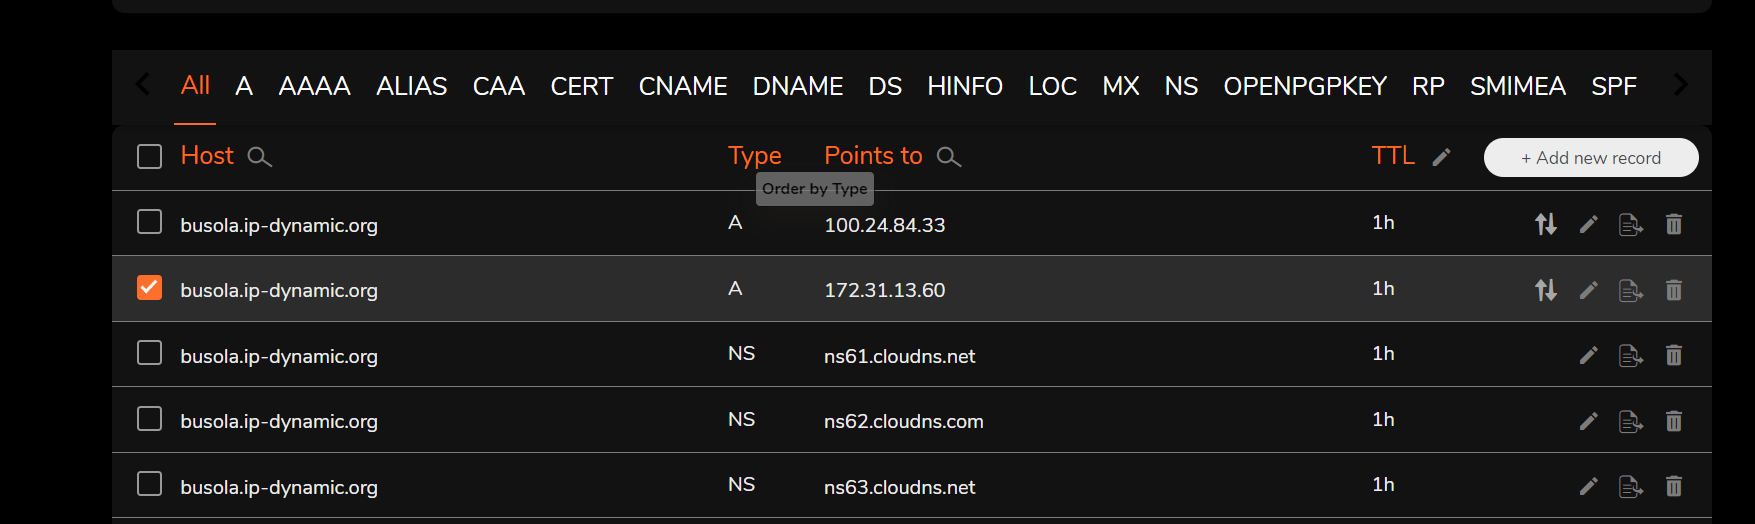 All A AAAA ALIAS CAA CERT CNAME DNAME DS HINFO LOC MX NS OPENPGPKEY RP SMIMEA SPF
Host Type Points to TTL + Add new record
Order by Type
busola.ip-dynamic.org A 100.24.84.33 1h
busola.ip-dynamic.org A 172.31.13.60 1h
busola.ip-dynamic.org NS ns61.cloudns.net 1h
busola.ip-dynamic.org NS ns62.cloudns.com 1h
busola.ip-dynamic.org NS ns63.cloudns.net 1h